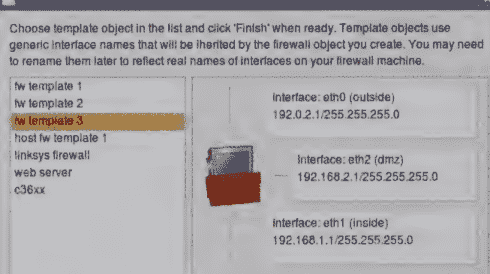 Choose template object in the list and click 'Finish' when ready. Template objects use
generic interface names that will be iherited by the firewall object you create. You may need
to rename them later to reflect real names of interfaces on your firewall machine.
fw template 1
fw template 2
fw template 3
host fw template 1
linksys firewall
web server
c36xx
Interface: eth0 (outside)
192.0.2.1/255.255.255.0
Interface: eth2 (dmz)
192.168.2.1/255.255.255.0
Interface: eth1 (inside)
192.168.1.1/255.255.255.0